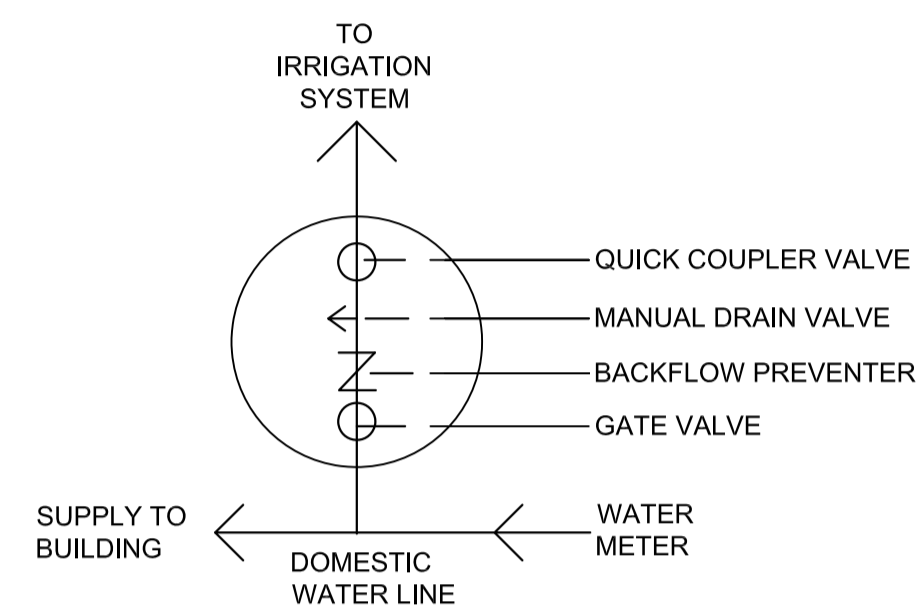 TO
IRRIGATION
SYSTEM
QUICK COUPLER VALVE
MANUAL DRAIN VALVE
BACKFLOW PREVENTER
GATE VALVE
SUPPLY TO
BUILDING
DOMESTIC
WATER LINE
WATER
METER